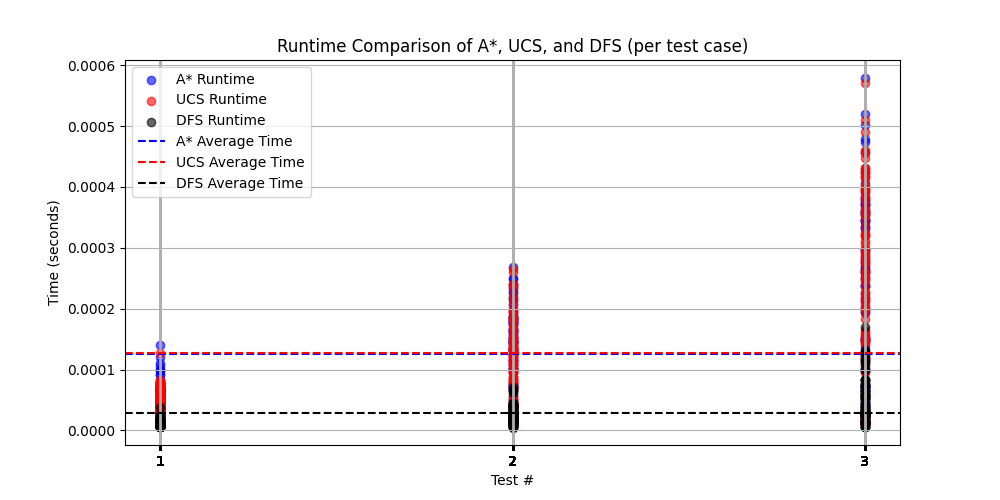 Runtime Comparison of A*, UCS, and DFS (per test case)
0.0006
0.0005
0.0004
0.0003
0.0002
0.0001
0.0000
Time (seconds)
A* Runtime
UCS Runtime
DFS Runtime
A* Average Time
UCS Average Time
DFS Average Time
1 2 3
Test #